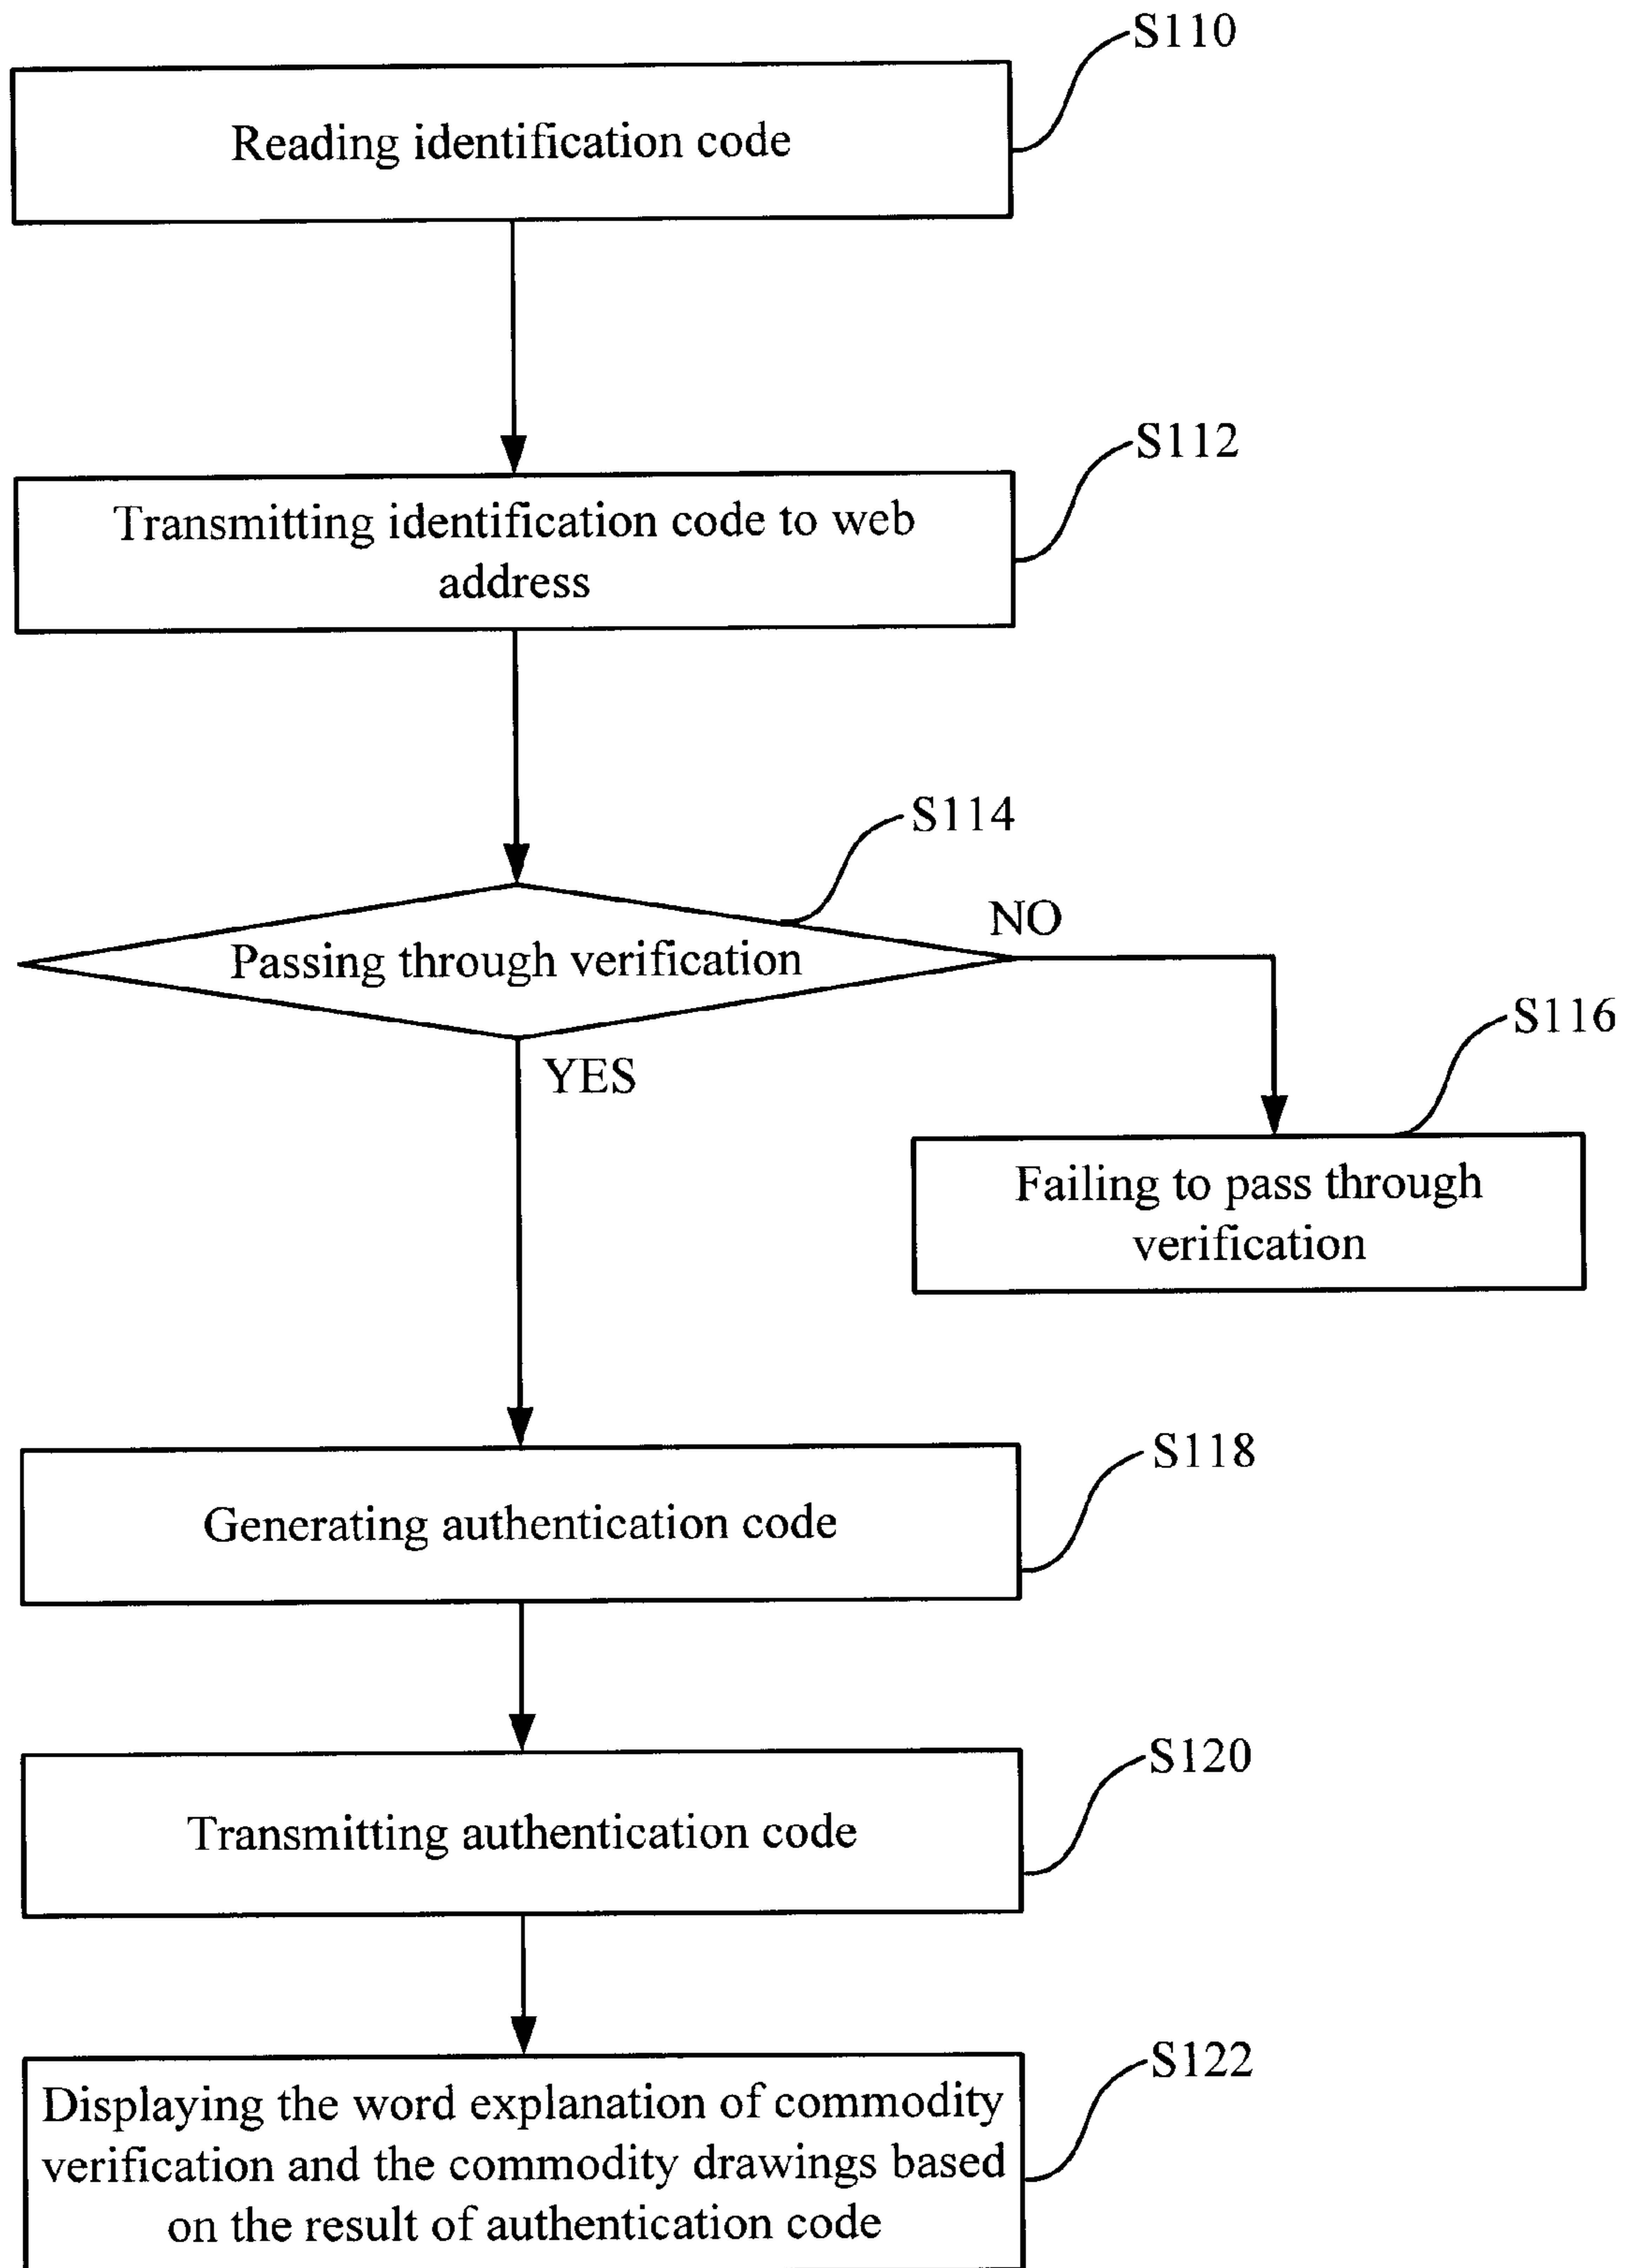 S110
Reading identification code
S112
Transmitting identification code to web
address
S114
Passing through verification
NO
YES
S116
Failing to pass through
verification
S118
Generating authentication code
S120
Transmitting authentication code
S122
Displaying the word explanation of commodity
verification and the commodity drawings based
on the result of authentication code